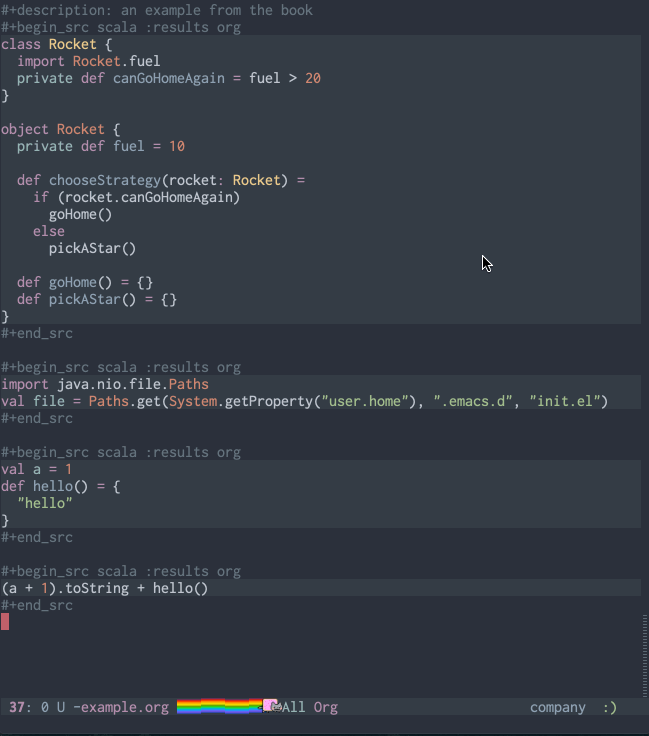 #+description: an example from the book
#+begin_src scala :results org
class Rocket {
  import Rocket.fuel
  private def canGoHomeAgain = fuel > 20
}

object Rocket {
  private def fuel = 10

  def chooseStrategy(rocket: Rocket) =
    if (rocket.canGoHomeAgain)
      goHome()
    else
      pickAStar()

  def goHome() = {}
  def pickAStar() = {}
}
#+end_src

#+begin_src scala :results org
import java.nio.file.Paths
val file = Paths.get(System.getProperty("user.home"), ".emacs.d", "init.el")
#+end_src

#+begin_src scala :results org
val a = 1
def hello() = {
  "hello"
}
#+end_src

#+begin_src scala :results org
(a + 1).toString + hello()
#+end_src

37: 0 U -example.org All Org company :)